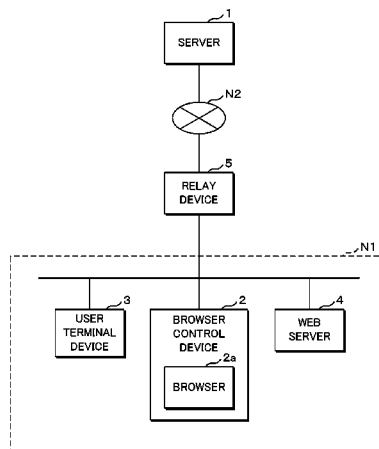 1
SERVER
N2
5
RELAY
DEVICE
N1
3
USER
TERMINAL
DEVICE
2
BROWSER
CONTROL
DEVICE
2a
BROWSER
4
WEB
SERVER